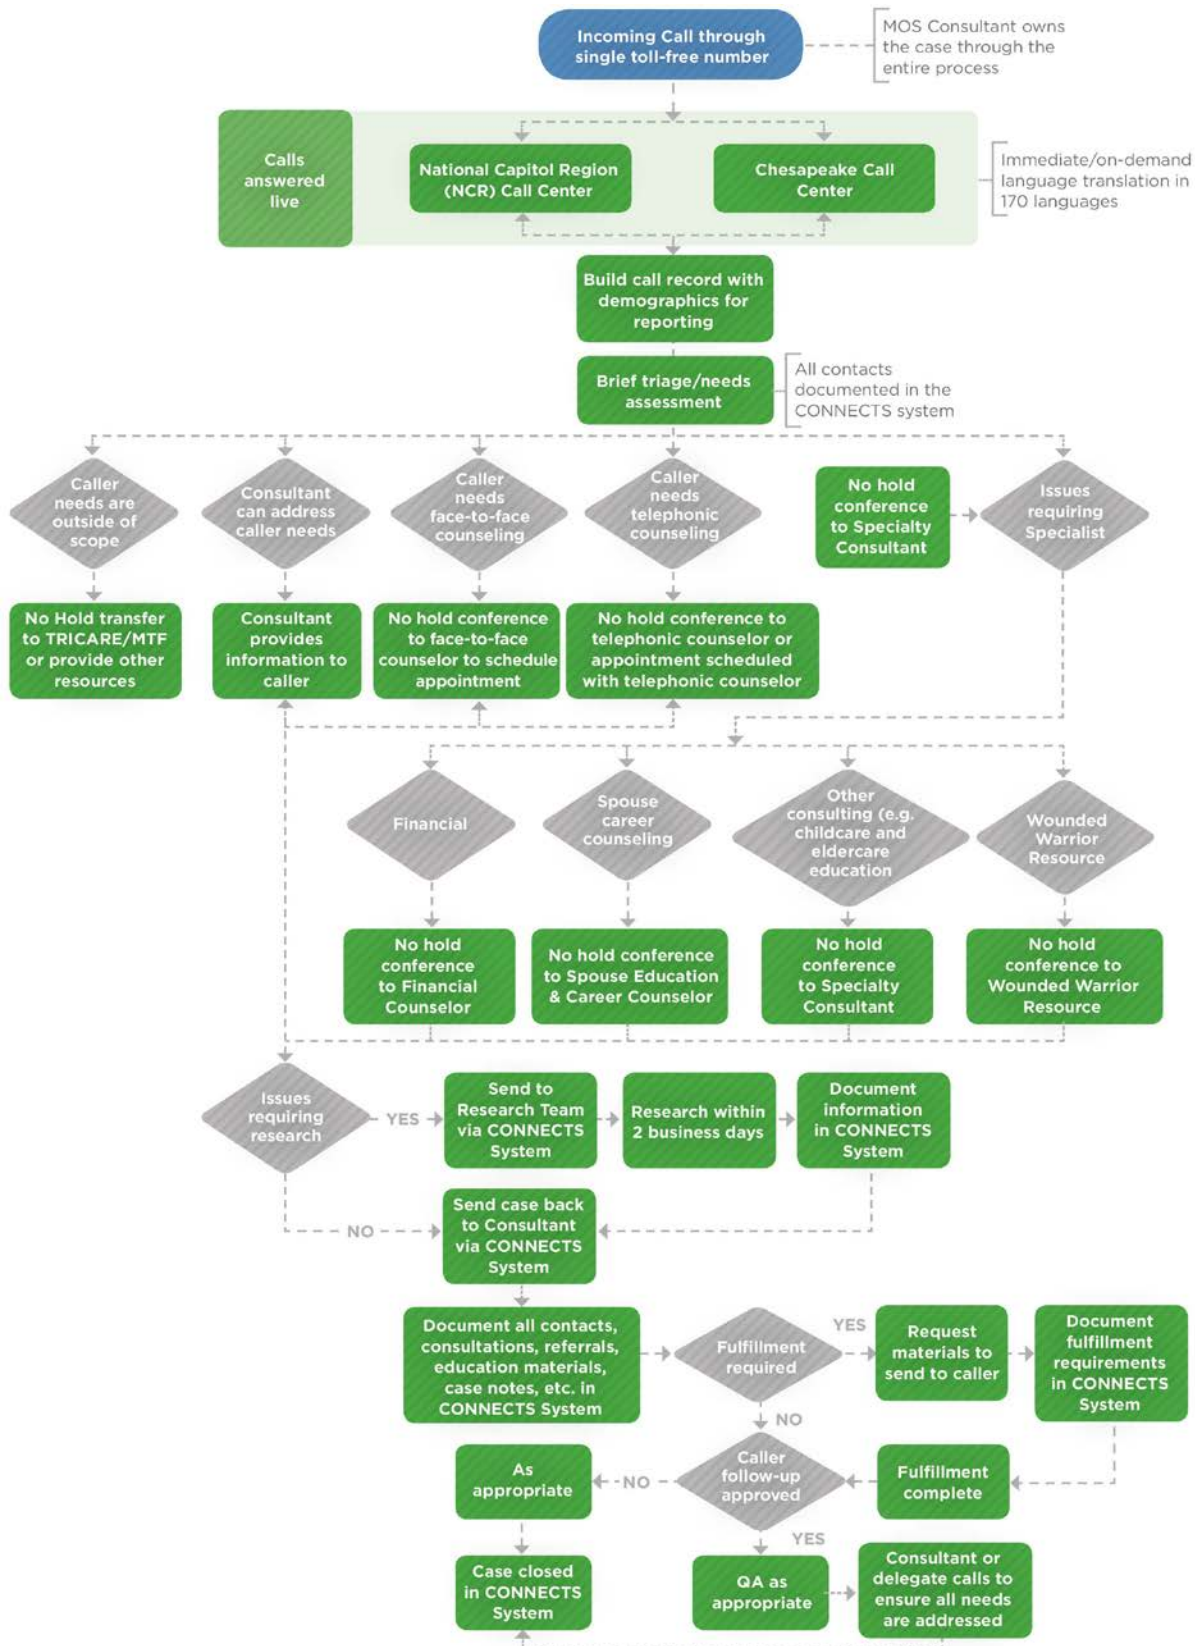 Incoming Call through
single toll-free number
MOS Consultant owns
the case through the
entire process
Calls
answered
live
National Capitol Region
(NCR) Call Center
Chesapeake Call
Center
Immediate/on-demand
language translation in
170 languages
Build call record with
demographics for
reporting
Brief triage/needs
assessment
All contacts
documented in the
CONNECTS system
Caller
needs are
outside of
scope
Consultant
can address
caller needs
Caller
needs
face-to-face
counseling
Caller
needs
telephonic
counseling
No hold
conference
to Specialty
Consultant
Issues
requiring
Specialist
No Hold transfer
to TRICARE/MTF
or provide other
resources
Consultant
provides
information to
caller
No hold conference
to face-to-face
counselor to schedule
appointment
No hold conference to
telephonic counselor or
appointment scheduled
with telephonic counselor
Financial
Spouse
career
counseling
Other
consulting (e.g.
childcare and
eldercare
education
Wounded
Warrior
Resource
No hold
conference
to Financial
Counselor
No hold conference
to Spouse Education
& Career Counselor
No hold
conference
to Specialty
Consultant
No hold
conference to
Wounded Warrior
Resource
Issues
requiring
research
YES
Send to
Research Team
via CONNECTS
System
Research within
2 business days
Document
information
in CONNECTS
System
NO
Send case back
to Consultant
via CONNECTS
System
Document all contacts,
consultations, referrals,
education materials,
case notes, etc. in
CONNECTS System
Fulfillment
required
YES
Request
materials to
send to caller
Document
fulfillment
requirements
in CONNECTS
System
NO
As
appropriate
NO
Caller
follow-up
approved
Fulfillment
complete
YES
Case closed
in CONNECTS
System
QA as
appropriate
Consultant or
delegate calls to
ensure all needs
are addressed